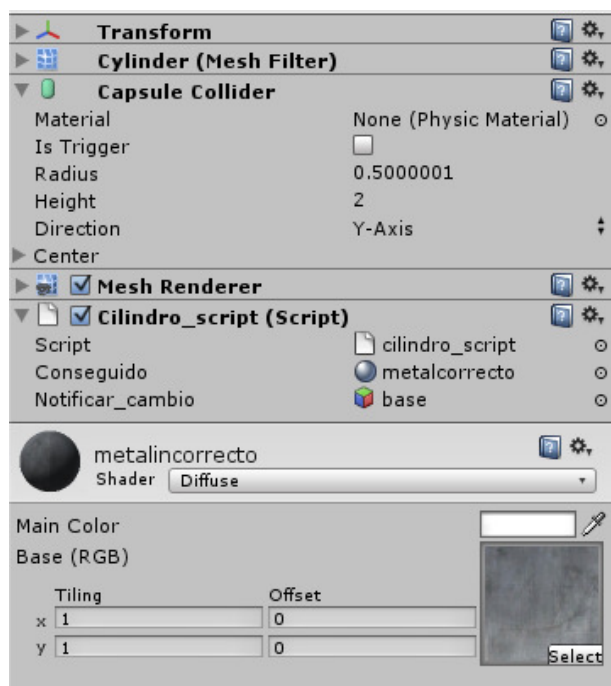 Transform
Cylinder (Mesh Filter)
Capsule Collider
Material None (Physic Material)
Is Trigger
Radius 0.5000001
Height 2
Direction Y-Axis
Center
Mesh Renderer
Cilindro_script (Script)
Script cilindro_script
Conseguido metalcorrecto
Notificar_cambio base
metalincorrecto
Shader Diffuse
Main Color
Base (RGB)
Tiling Offset
x 1 0
y 1 0
Select